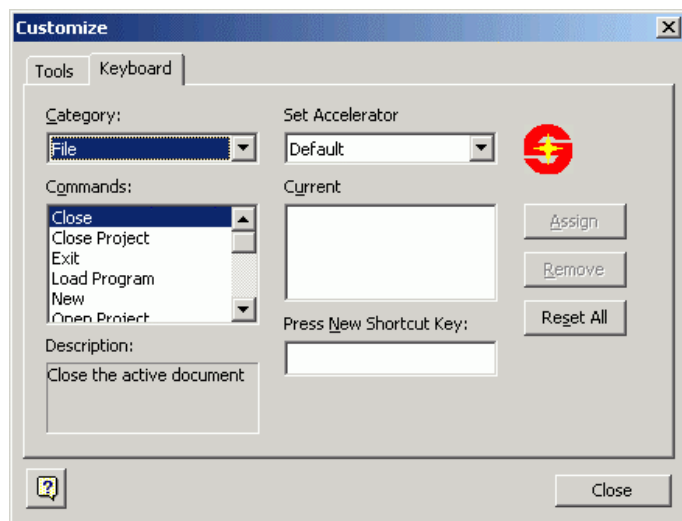 Customize
Tools
Keyboard
Category:
File
Commands:
Close
Close Project
Exit
Load Program
New
Open Project
Description:
Close the active document
Set Accelerator
Default
Current
Press New Shortcut Key:
Assign
Remove
Reset All
Close